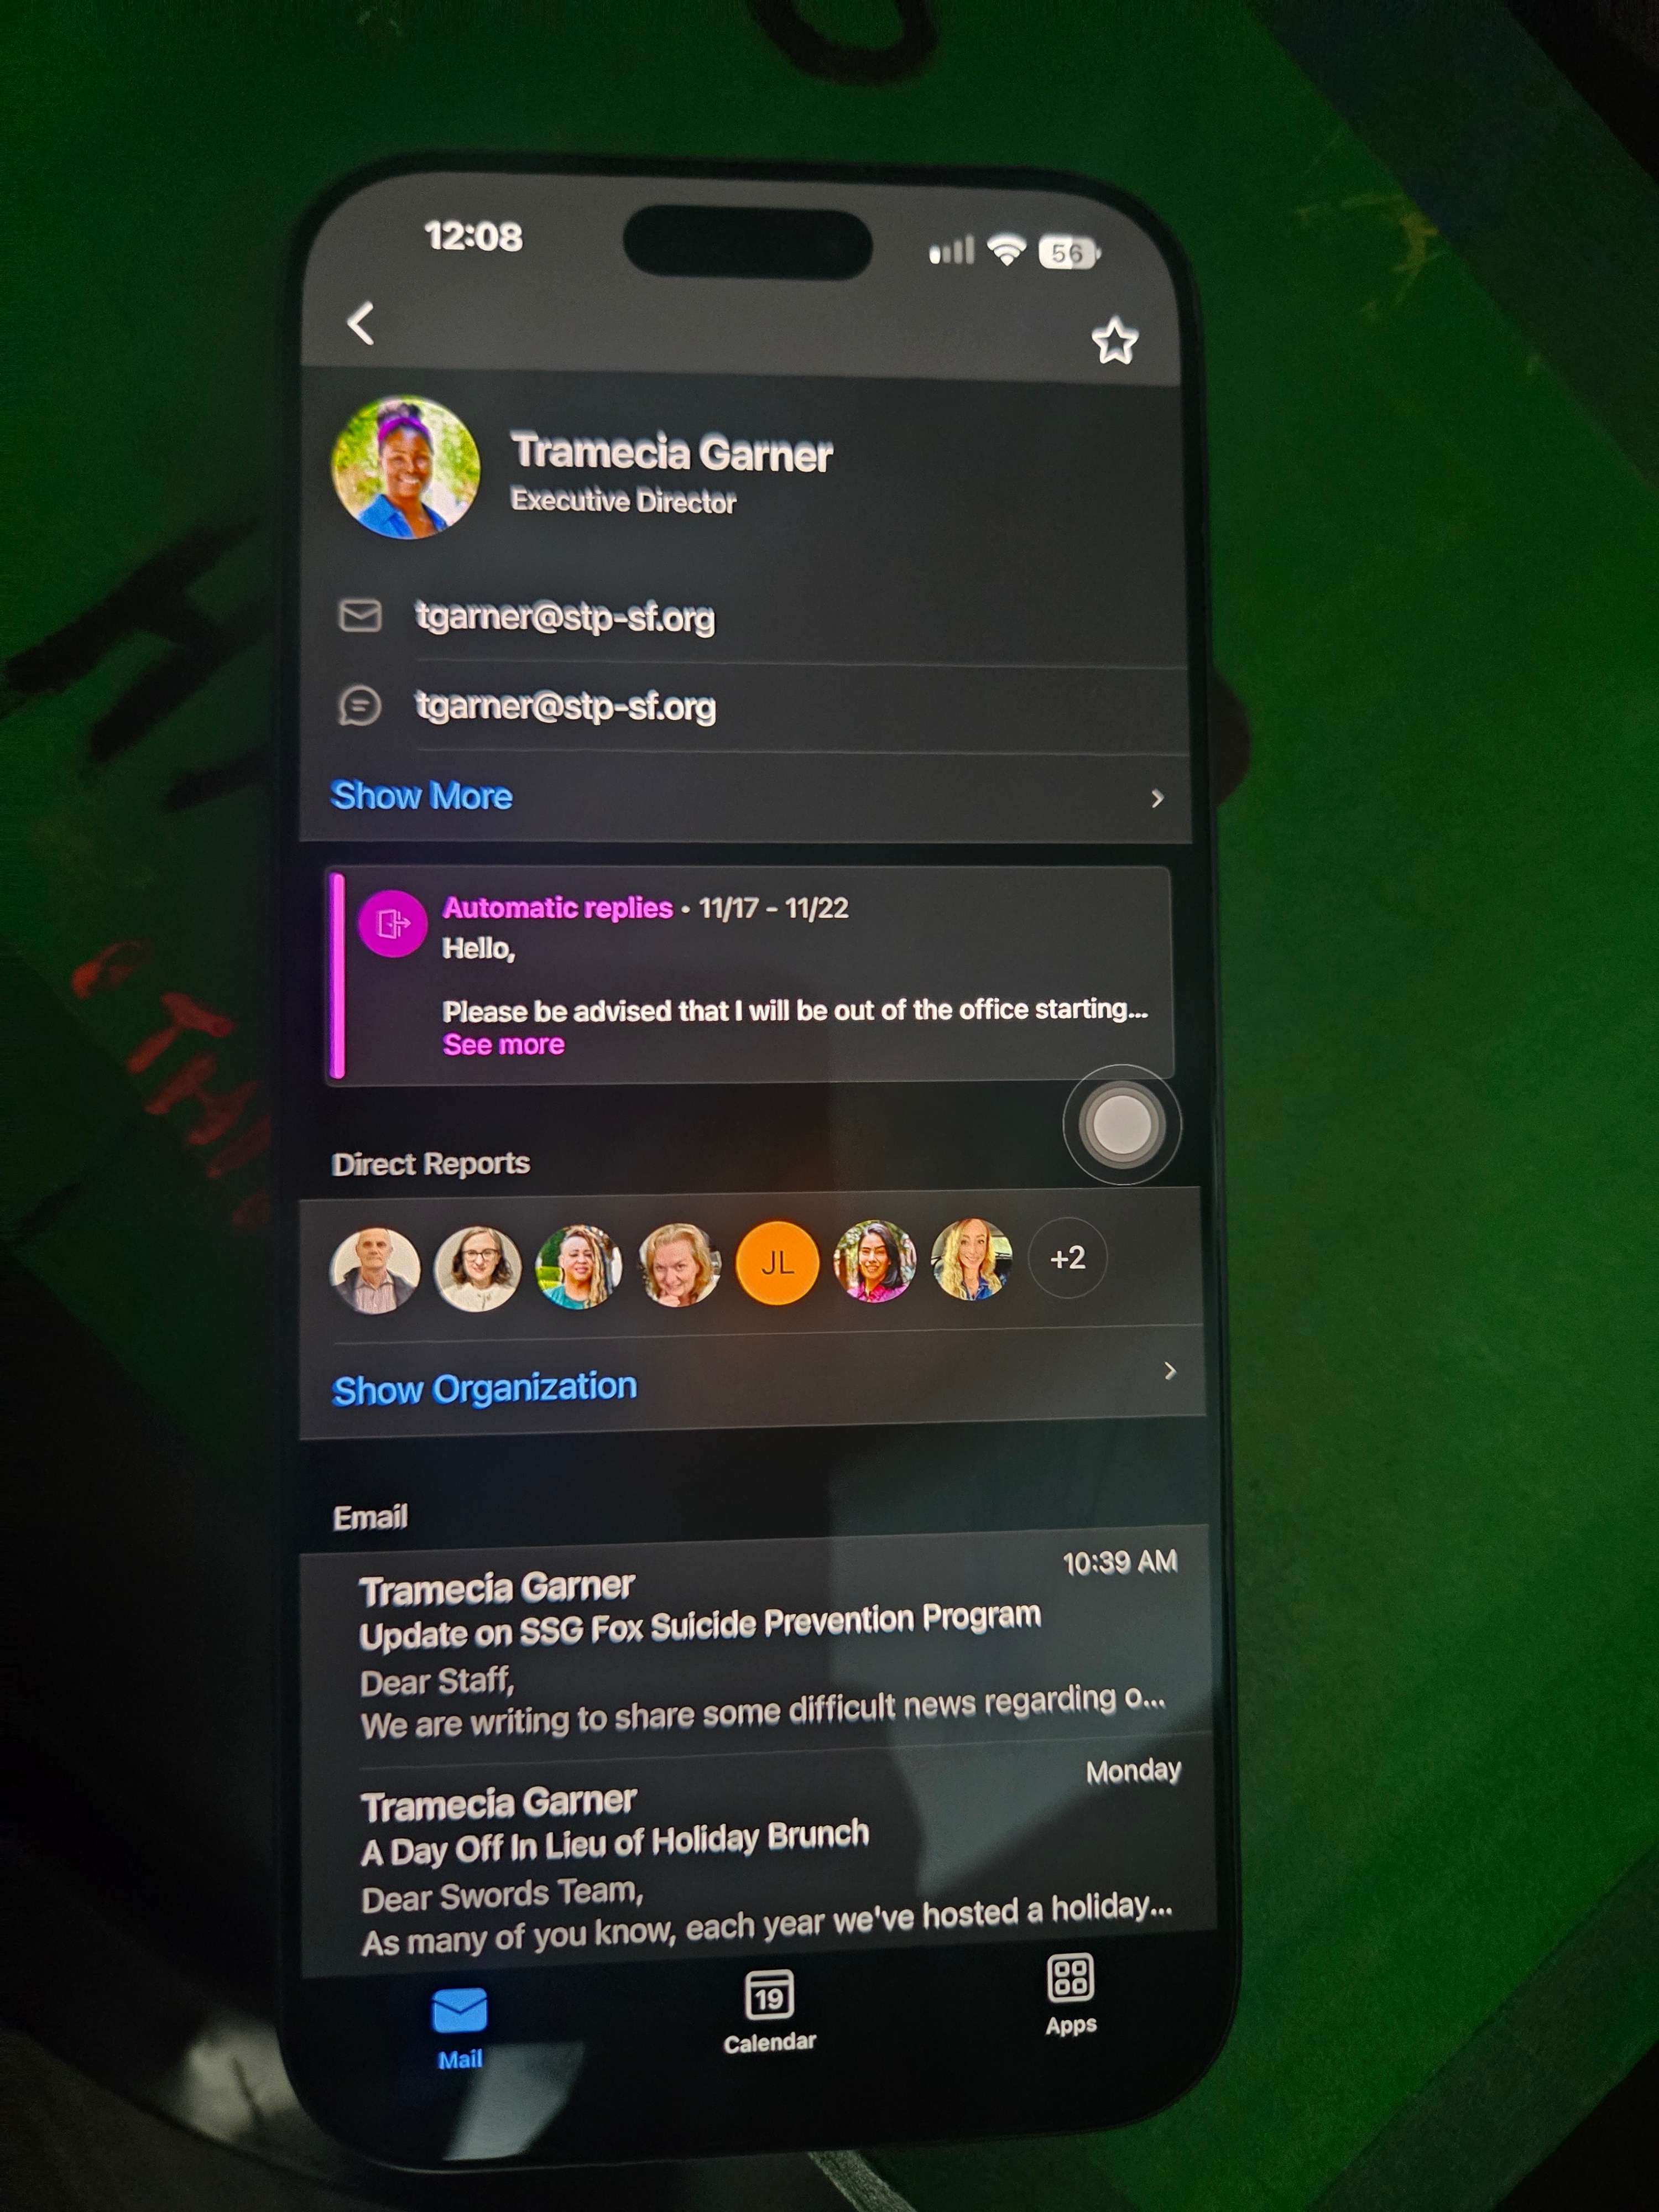 12:08
56
Tramecia Garner
Executive Director
tgarner@stp-sf.org
tgarner@stp-sf.org
Show More
Automatic replies • 11/17 - 11/22
Hello,
Please be advised that I will be out of the office starting...
See more
Direct Reports
JL
+2
Show Organization
Email
Tramecia Garner
10:39 AM
Update on SSG Fox Suicide Prevention Program
Dear Staff,
We are writing to share some difficult news regarding o...
Tramecia Garner
Monday
A Day Off In Lieu of Holiday Brunch
Dear Swords Team,
As many of you know, each year we've hosted a holiday...
Mail
19
Calendar
Apps